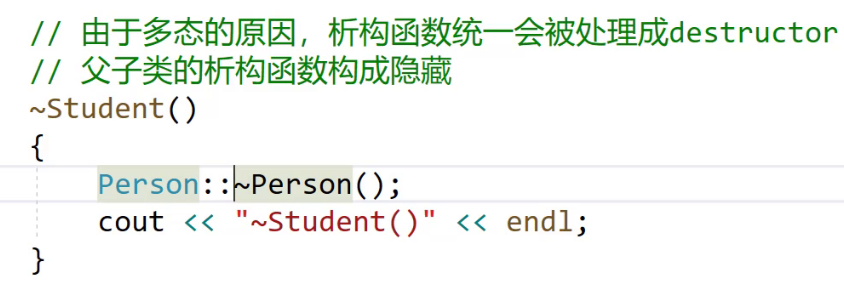 // 由于多态的原因，析构函数统一会被处理成destructor
// 父子类的析构函数构成隐藏
~Student()
{
Person::~Person();
cout << "~Student()" << endl;
}